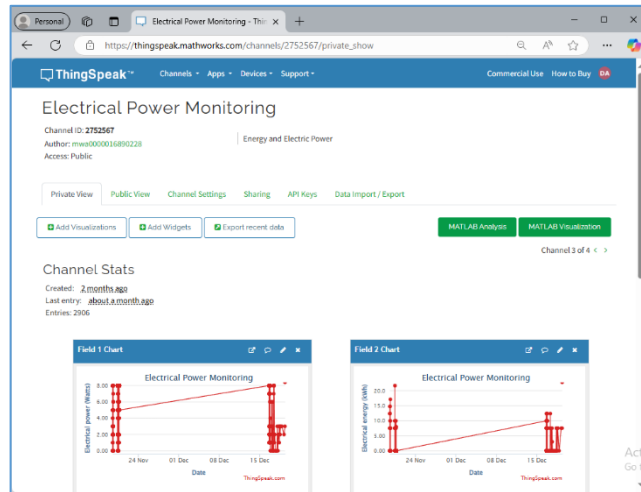 Personal
Electrical Power Monitoring - Thin
https://thingspeak.mathworks.com/channels/2752567/private_show
ThingSpeak™ Channels Apps Devices Support Commercial Use How to Buy DA
Electrical Power Monitoring
Channel ID: 2752567
Author: mwa0000016890228
Access: Public
Energy and Electric Power
Private View Public View Channel Settings Sharing API Keys Data Import / Export
Add Visualizations Add Widgets Export recent data MATLAB Analysis MATLAB Visualization
Channel 3 of 4 < >
Channel Stats
Created: 2 months ago
Last entry: about a month ago
Entries: 2906
Field 1 Chart
Electrical Power Monitoring
Electrical power (Watts)
8.00
6.00
4.00
2.00
0.00
24 Nov 01 Dec 08 Dec 15 Dec
Date
ThingSpeak.com
Field 2 Chart
Electrical Power Monitoring
Electrical energy (kWh)
20.0
15.0
10.0
5.00
0.00
24 Nov 01 Dec 08 Dec 15 Dec
Date
ThingSpeak.com